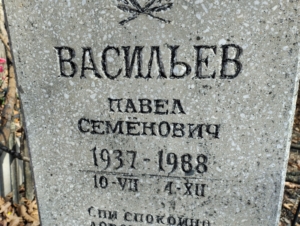 ВАСИЛЬЕВ
ПАВЕЛ
СЕМЁНОВИЧ
1937-1988
10-VII 4-XII
СПИ СПОКОЙНО